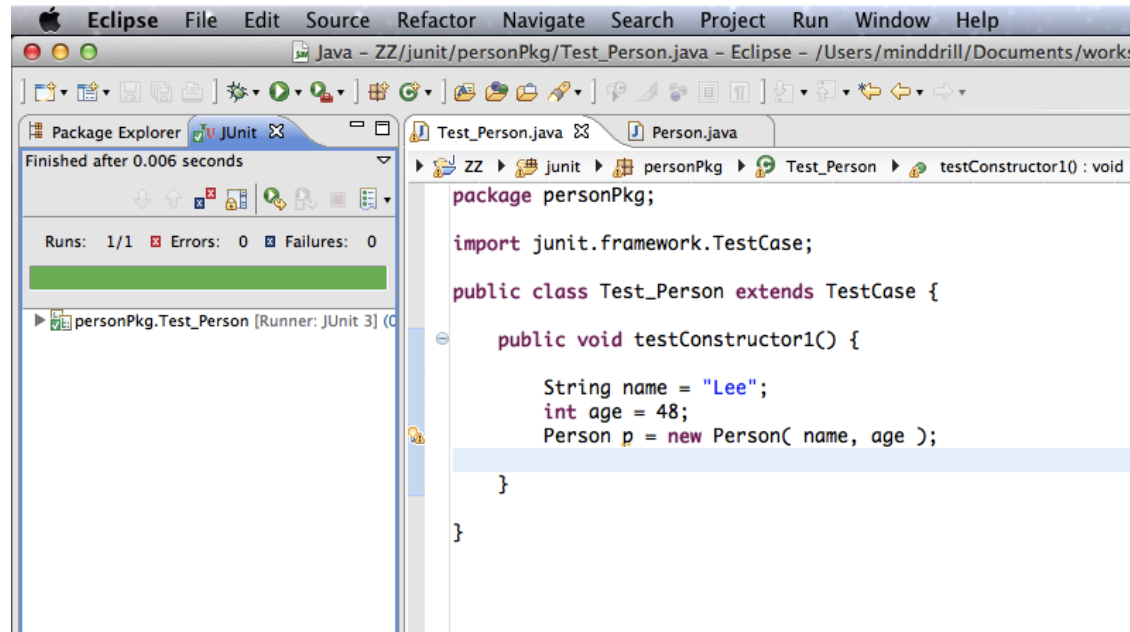 Eclipse File Edit Source Refactor Navigate Search Project Run Window Help
Java – ZZ/junit/personPkg/Test_Person.java – Eclipse – /Users/minddrill/Documents/works
Package Explorer JUnit
Finished after 0.006 seconds
Runs: 1/1 Errors: 0 Failures: 0
personPkg.Test_Person [Runner: JUnit 3] (0
Test_Person.java Person.java
ZZ junit personPkg Test_Person testConstructor1() : void
package personPkg;
import junit.framework.TestCase;
public class Test_Person extends TestCase {
public void testConstructor1() {
String name = "Lee";
int age = 48;
Person p = new Person( name, age );
}
}